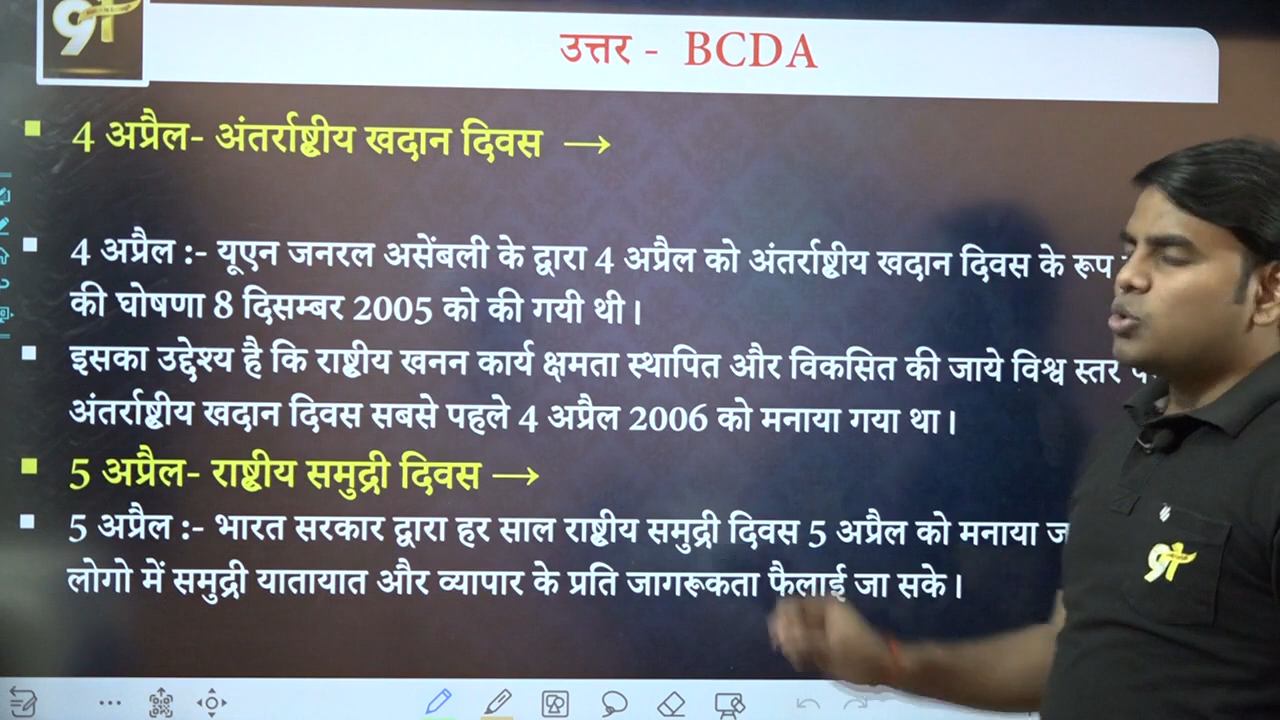 उत्तर - BCDA
4 अप्रैल- अंतर्राष्ट्रीय खदान दिवस →
4 अप्रैल :- यूएन जनरल असेंबली के द्वारा 4 अप्रैल को अंतर्राष्ट्रीय खदान दिवस के रूप
की घोषणा 8 दिसम्बर 2005 को की गयी थी।
इसका उद्देश्य है कि राष्ट्रीय खनन कार्य क्षमता स्थापित और विकसित की जाये विश्व स्तर
अंतर्राष्ट्रीय खदान दिवस सबसे पहले 4 अप्रैल 2006 को मनाया गया था।
5 अप्रैल- राष्ट्रीय समुद्री दिवस →
5 अप्रैल :- भारत सरकार द्वारा हर साल राष्ट्रीय समुद्री दिवस 5 अप्रैल को मनाया
लोगो में समुद्री यातायात और व्यापार के प्रति जागरूकता फैलाई जा सके।